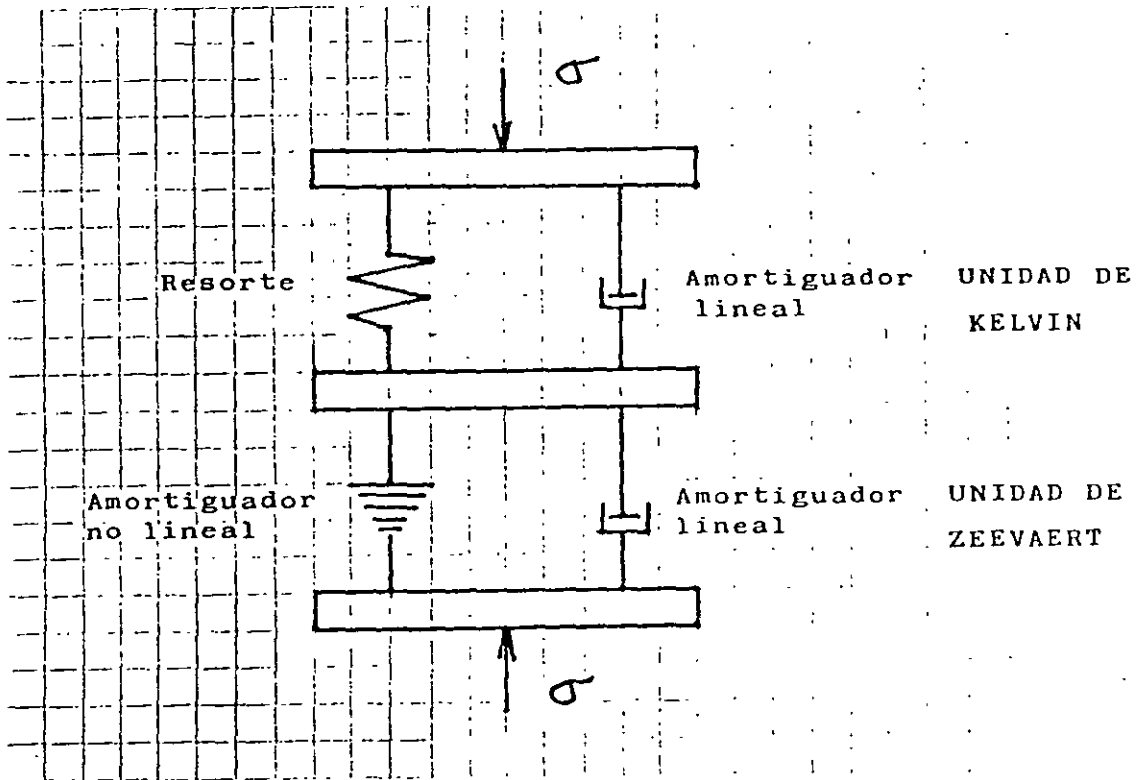 σ
Resorte
Amortiguador
lineal
UNIDAD DE
KELVIN
Amortiguador
no lineal
Amortiguador
lineal
UNIDAD DE
ZEEVAERT
σ